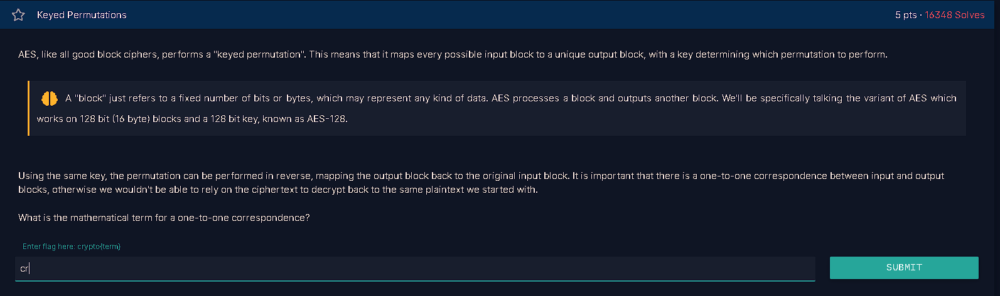 Keyed Permutations
5 pts · 16348 Solves
AES, like all good block ciphers, performs a "keyed permutation". This means that it maps every possible input block to a unique output block, with a key determining which permutation to perform.
A "block" just refers to a fixed number of bits or bytes, which may represent any kind of data. AES processes a block and outputs another block. We'll be specifically talking the variant of AES which
works on 128 bit (16 byte) blocks and a 128 bit key, known as AES-128.
Using the same key, the permutation can be performed in reverse, mapping the output block back to the original input block. It is important that there is a one-to-one correspondence between input and output
blocks, otherwise we wouldn't be able to rely on the ciphertext to decrypt back to the same plaintext we started with.
What is the mathematical term for a one-to-one correspondence?
Enter flag here: crypto{term}
cr
SUBMIT